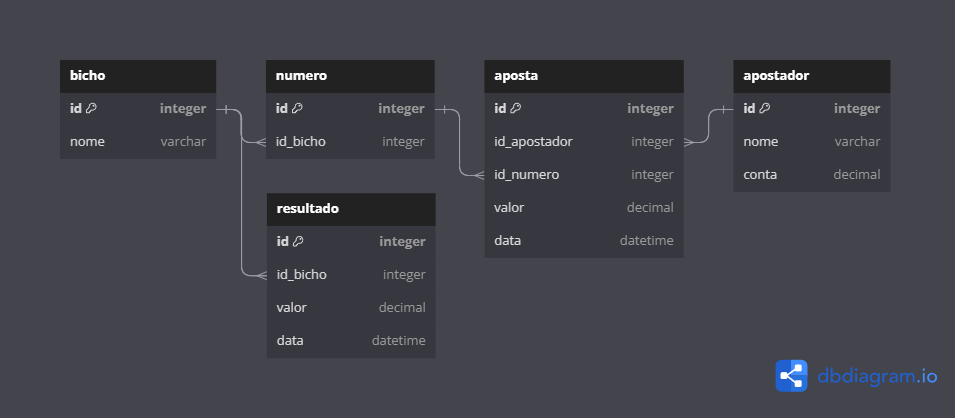 bicho
id integer
nome varchar
numero
id integer
id_bicho integer
resultado
id integer
id_bicho integer
valor decimal
data datetime
aposta
id integer
id_apostador integer
id_numero integer
valor decimal
data datetime
apostador
id integer
nome varchar
conta decimal
dbdiagram.io